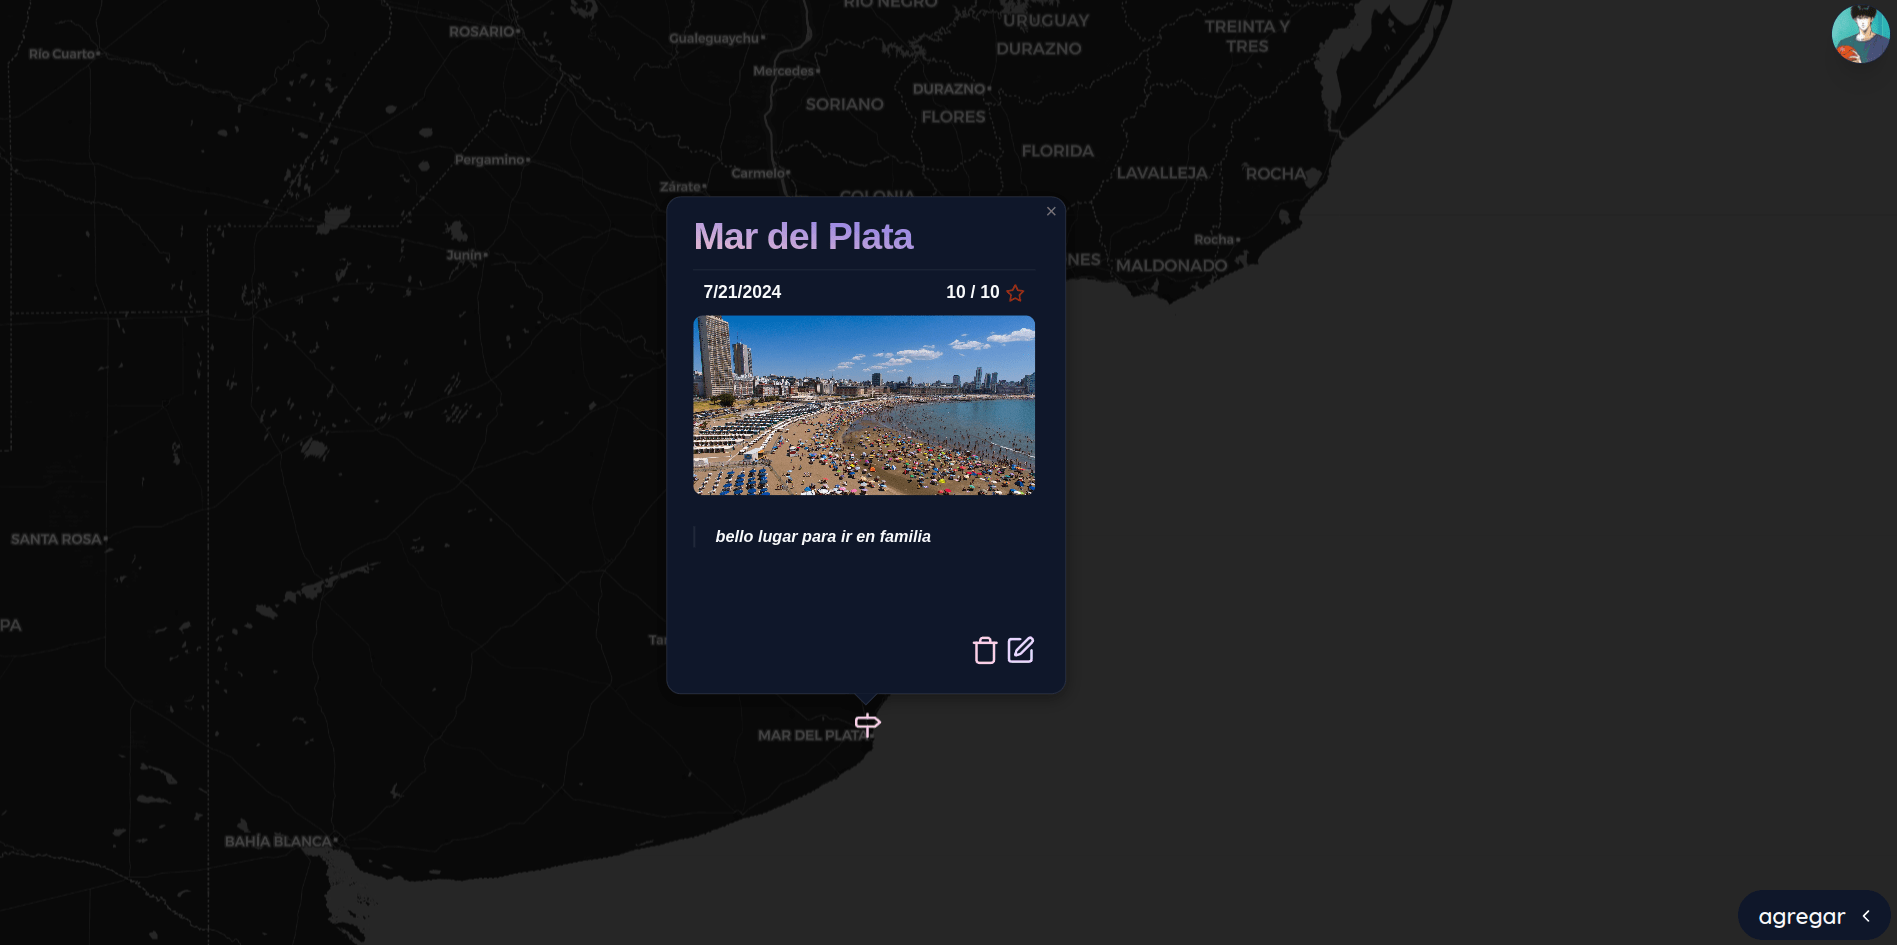 RÍO NEGRO
URUGUAY
TREINTA Y
TRES
ROSARIO
Gualeguaychu
DURAZNO
Río Cuarto
Mercedes
DURAZNO
SORIANO
FLORES
FLORIDA
Pergamino
Carmelo
LAVALLEJA
ROCHA
Zárate
COLONIA
Mar del Plata
×
Rocha
Junín
NES
MALDONADO
7/21/2024
10 / 10
bello lugar para ir en familia
SANTA ROSA
PA
Tan
MAR DEL PLATA
BAHÍA BLANCA
agregar